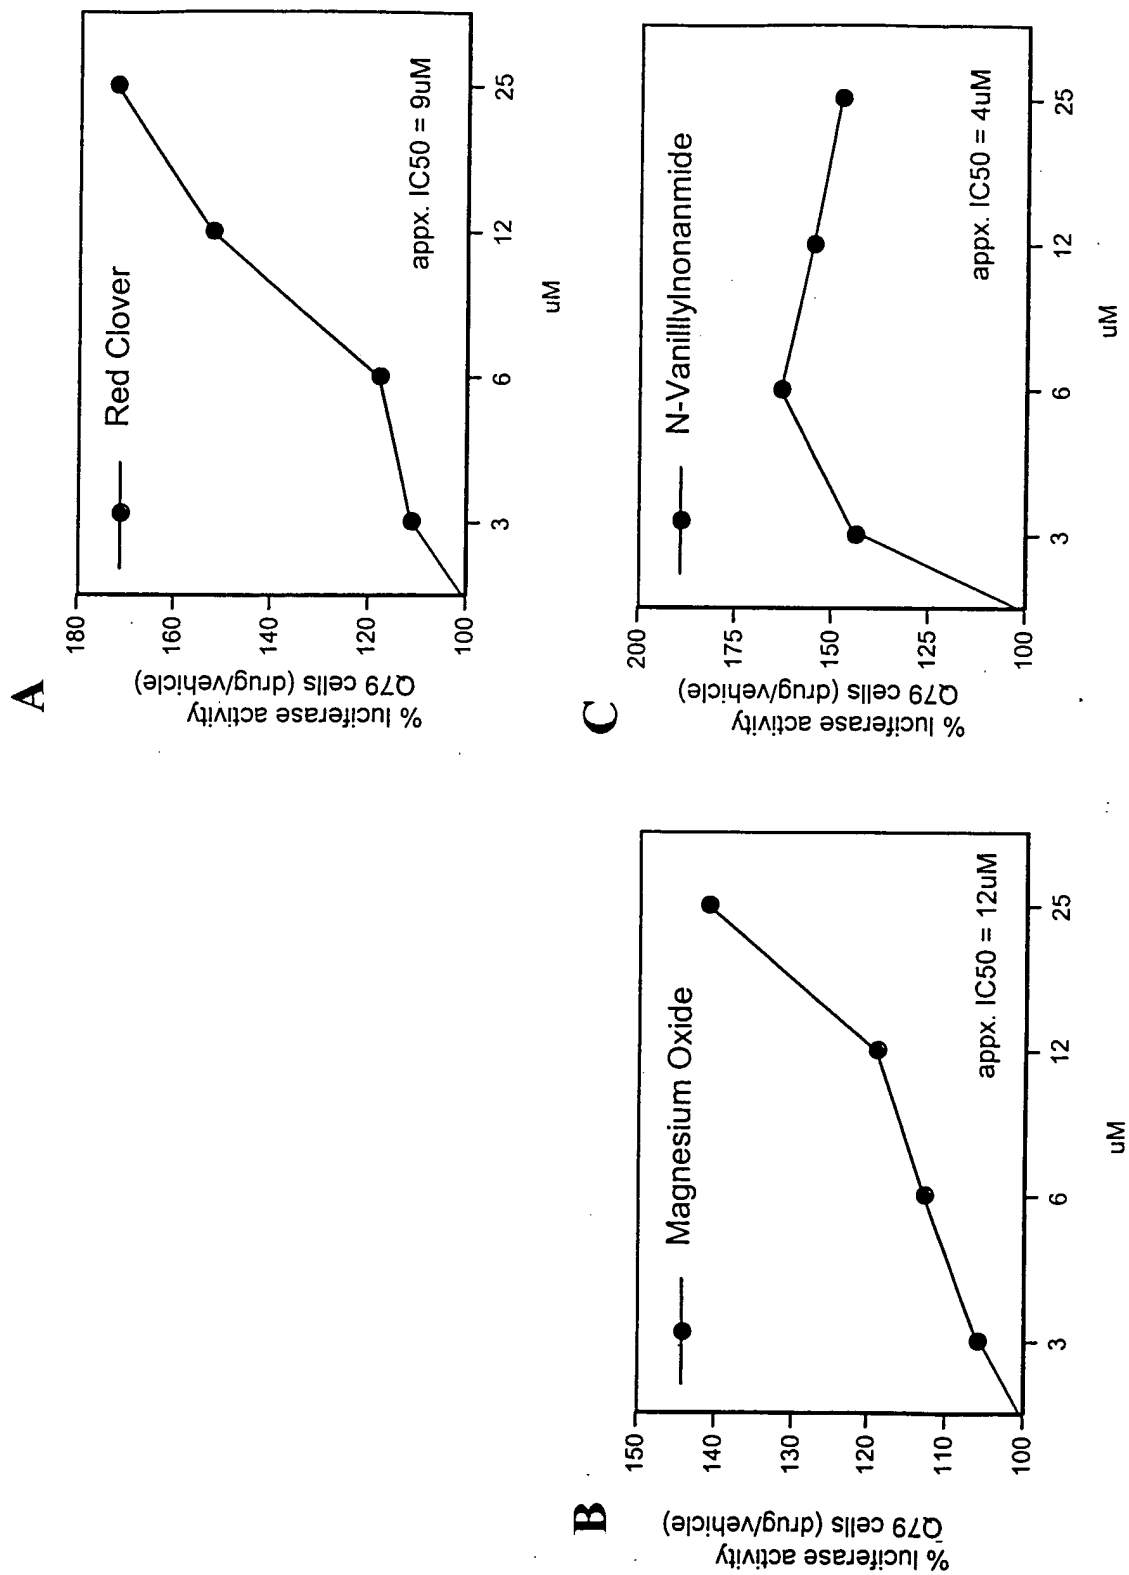 A
% luciferase activity
Q79 cells (drug/vehicle)
180
160
140
120
100
Red Clover
appx. IC50 = 9uM
3
6
12
25
uM
B
% luciferase activity
Q79 cells (drug/vehicle)
150
140
130
120
110
100
Magnesium Oxide
appx. IC50 = 12uM
3
6
12
25
uM
C
% luciferase activity
Q79 cells (drug/vehicle)
200
175
150
125
100
N-Vanilllylnonanmide
appx. IC50 = 4uM
3
6
12
25
uM